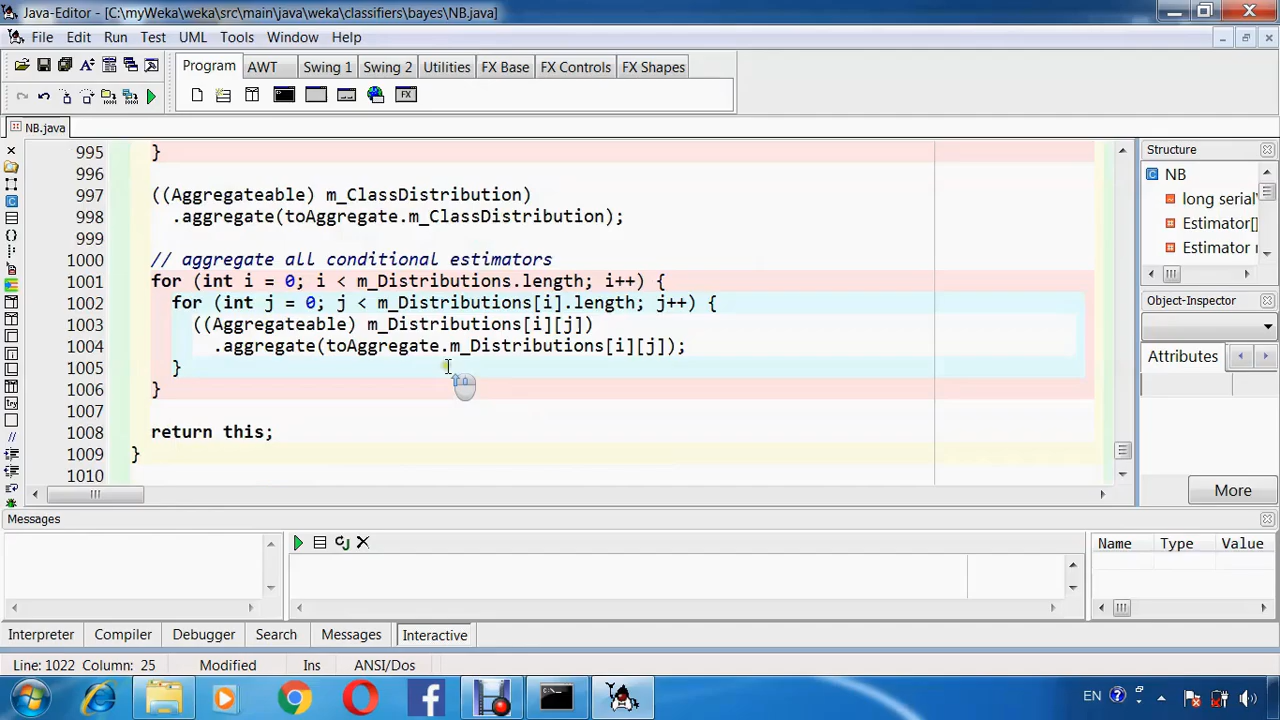 Java-Editor - [C:\myWeka\weka\src\main\java\weka\classifiers\bayes\NB.java]
File Edit Run Test UML Tools Window Help
Program AWT Swing 1 Swing 2 Utilities FX Base FX Controls FX Shapes
FX
NB.java
Structure
995 }
996
997 ((Aggregateable) m_ClassDistribution)
998 .aggregate(toAggregate.m_ClassDistribution);
999
1000 // aggregate all conditional estimators
1001 for (int i = 0; i < m_Distributions.length; i++) {
1002 for (int j = 0; j < m_Distributions[i].length; j++) {
1003 ((Aggregateable) m_Distributions[i][j])
1004 .aggregate(toAggregate.m_Distributions[i][j]);
1005 }
1006 }
1007
1008 return this;
1009 }
1010
NB
long serial
Estimator[]
Estimator
Object-Inspector
Attributes
More
Messages
Name Type Value
Interpreter Compiler Debugger Search Messages Interactive
Line: 1022 Column: 25 Modified Ins ANSI/Dos
EN